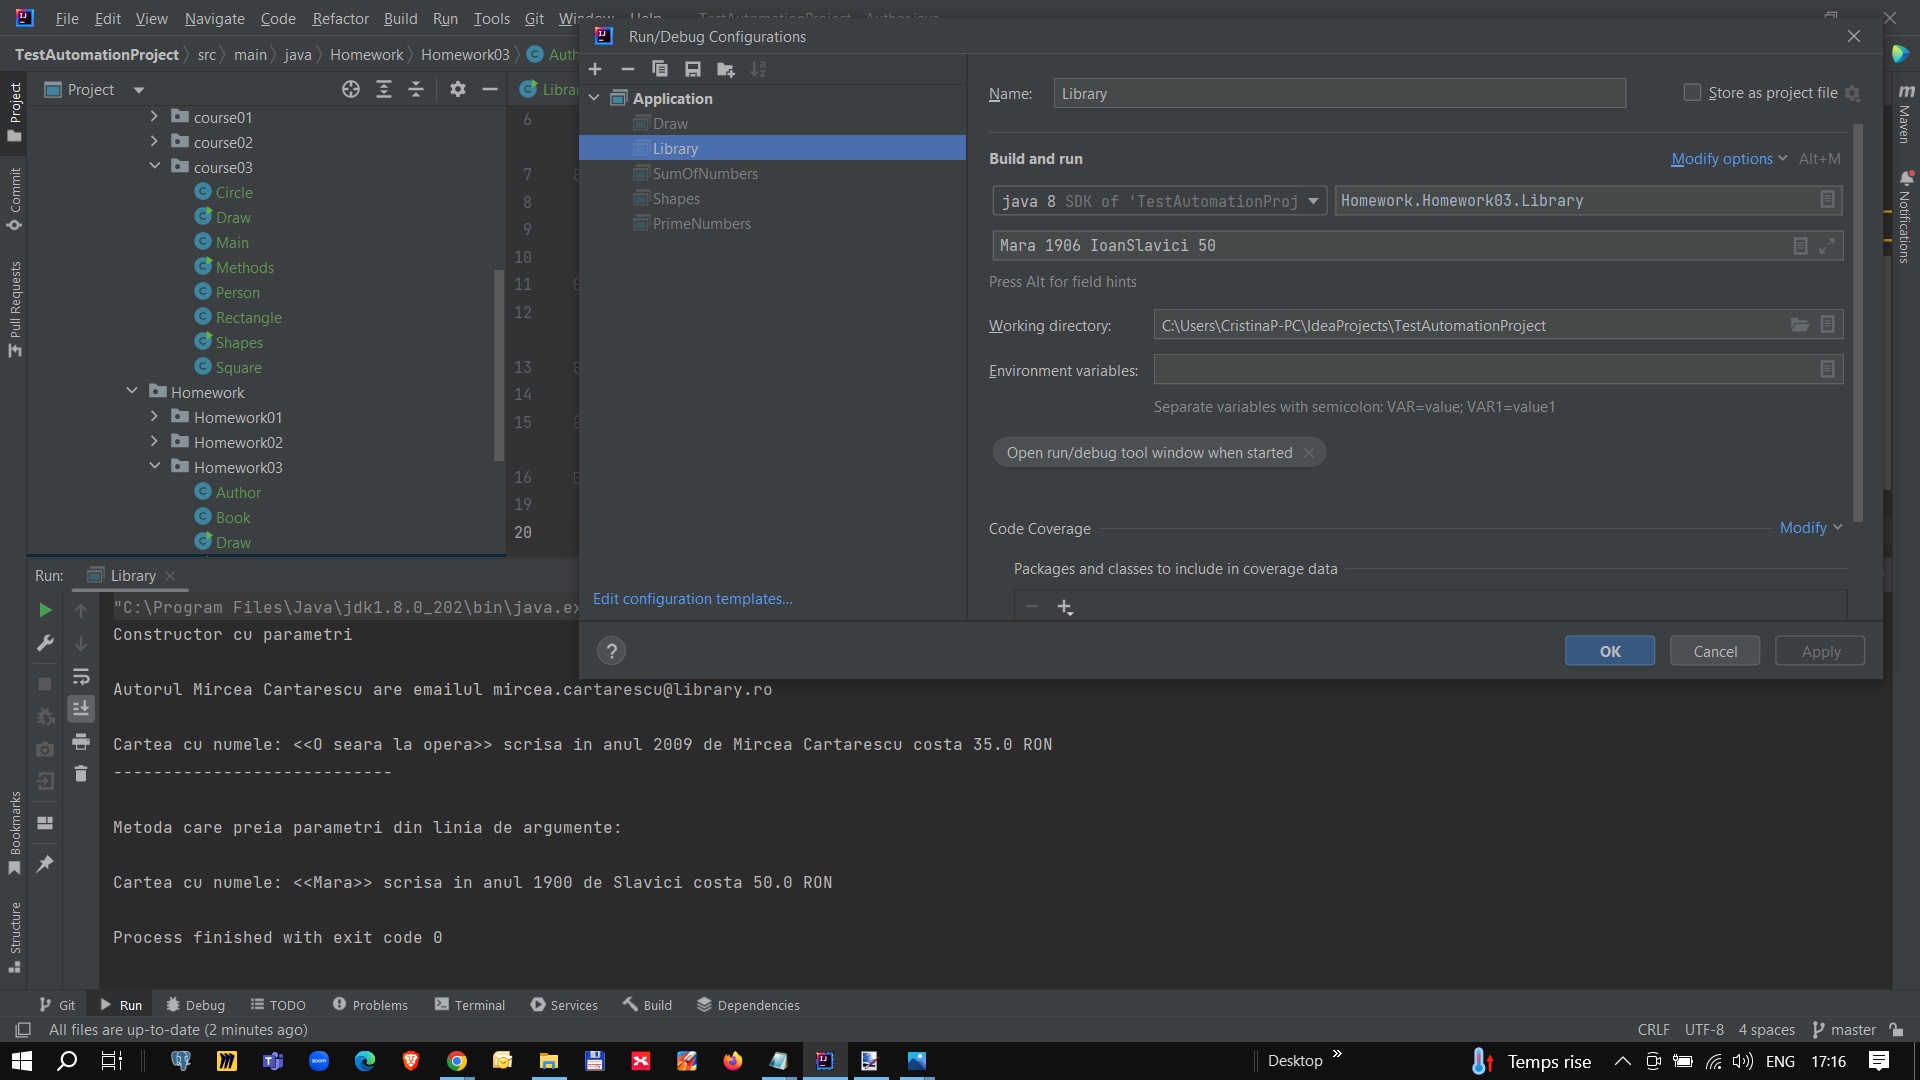 File Edit View Navigate Code Refactor Build Run Tools Git Window Help TestAutomationProject - Author.java
TestAutomationProject src main java Homework Homework03
Project
course01
course02
course03
Circle
Draw
Main
Methods
Person
Rectangle
Shapes
Square
Homework
Homework01
Homework02
Homework03
Author
Book
Draw
Project
Commit
Pull Requests
Bookmarks
Structure
6
7
8
9
10
11
12
13
14
15
16
19
20
Run/Debug Configurations
Application
Draw
Library
SumOfNumbers
Shapes
PrimeNumbers
Edit configuration templates...
Name: Library
Store as project file
Build and run
Modify options Alt+M
java 8 SDK of 'TestAutomationProj
Homework.Homework03.Library
Mara 1906 IoanSlavici 50
Press Alt for field hints
Working directory: C:\Users\CristinaP-PC\IdeaProjects\TestAutomationProject
Environment variables:
Separate variables with semicolon: VAR=value; VAR1=value1
Open run/debug tool window when started
Code Coverage
Modify
Packages and classes to include in coverage data
? OK Cancel Apply
m
Maven
Notifications
Run: Library
"C:\Program Files\Java\jdk1.8.0_202\bin\java.ex
Constructor cu parametri
Autorul Mircea Cartarescu are emailul mircea.cartarescu@library.ro
Cartea cu numele: <<O seara la opera>> scrisa in anul 2009 de Mircea Cartarescu costa 35.0 RON
----------------------------
Metoda care preia parametri din linia de argumente:
Cartea cu numele: <<Mara>> scrisa in anul 1900 de Slavici costa 50.0 RON
Process finished with exit code 0
Git Run Debug TODO Problems Terminal Services Build Dependencies
All files are up-to-date (2 minutes ago)
CRLF UTF-8 4 spaces master
Desktop
Temps rise
ENG 17:16